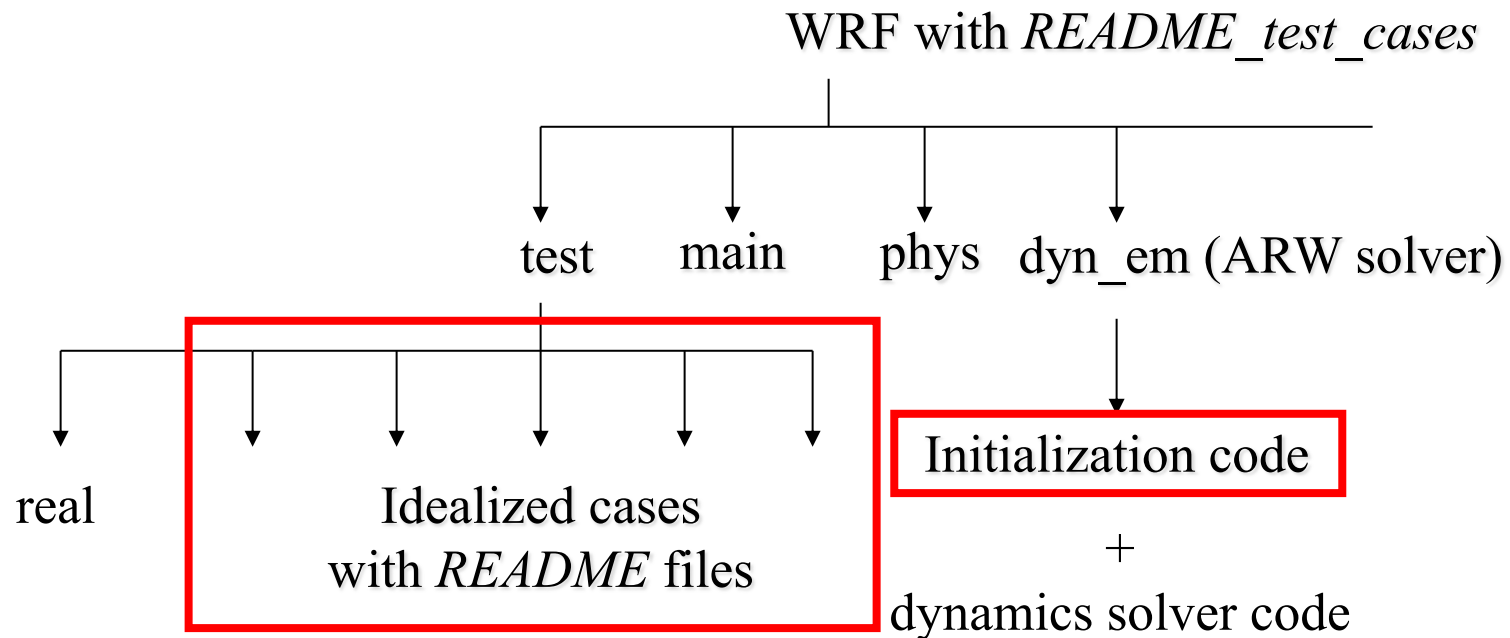 WRF with README_test_cases
test
main
phys
dyn_em (ARW solver)
real
Idealized cases
with README files
Initialization code
+
dynamics solver code